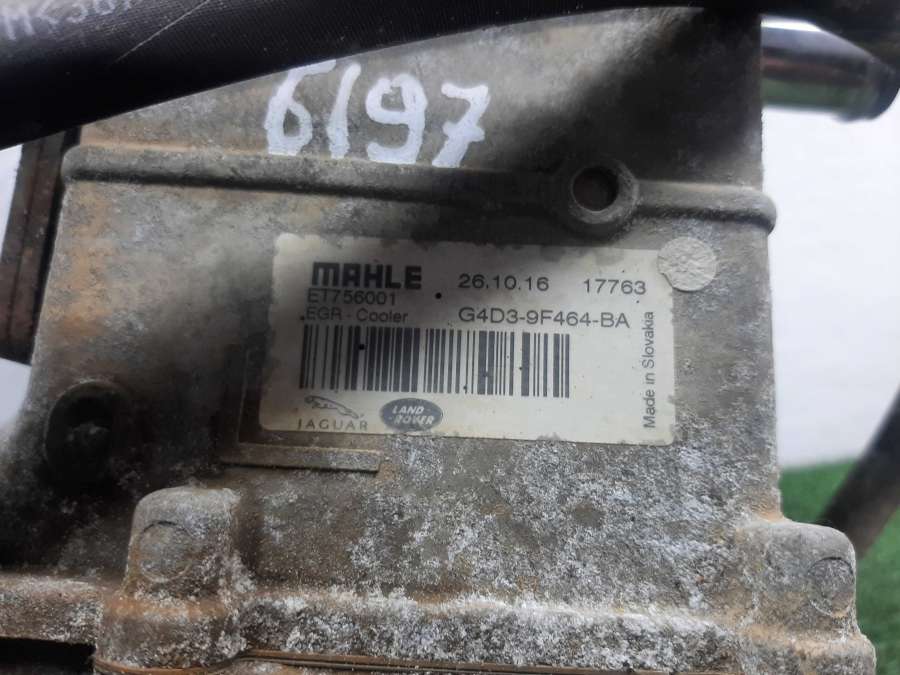 6197
MAHLE 26.10.16 17763
ET756001
EGR - Cooler G4D3-9F464-BA
Made in Slovakia
JAGUAR
LAND
ROVER